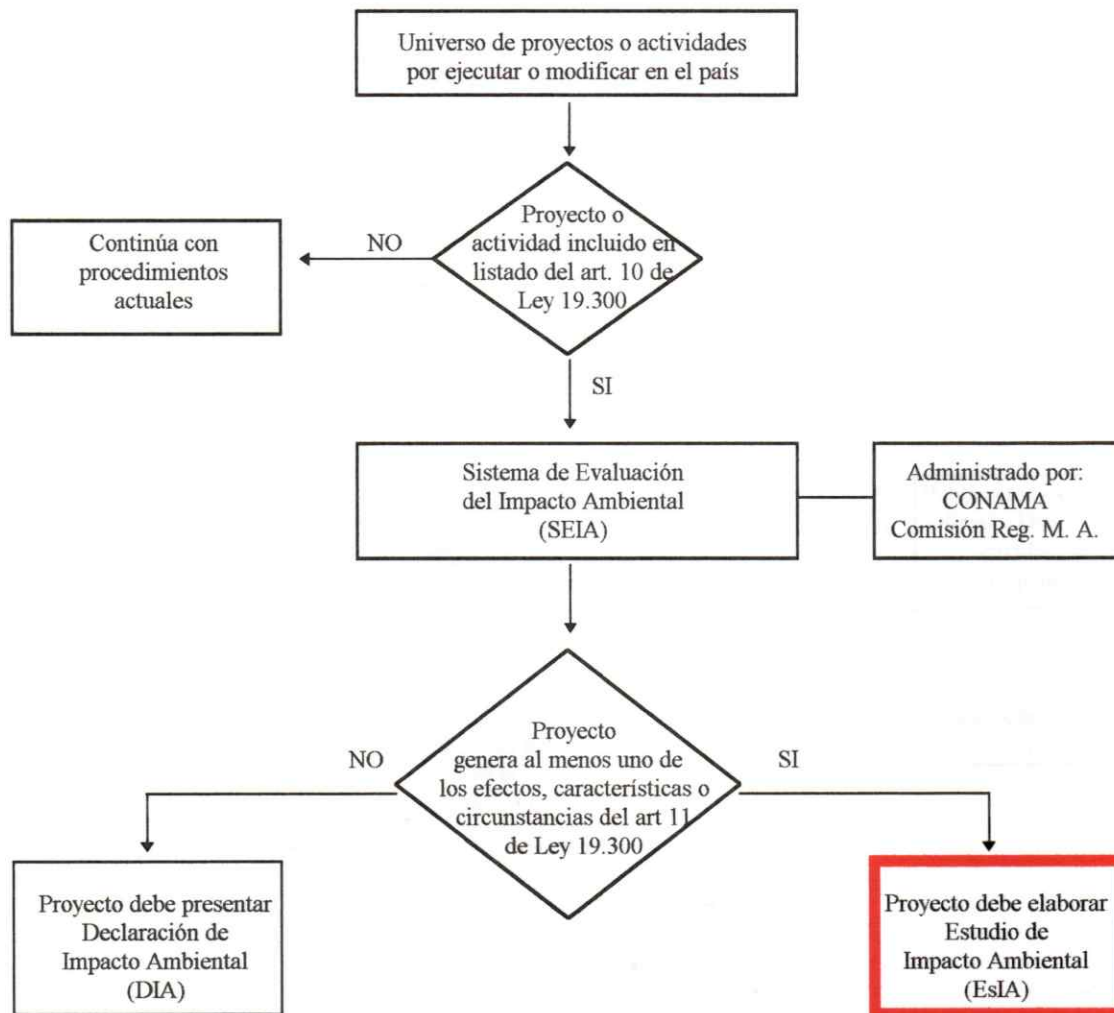 Universo de proyectos o actividades
por ejecutar o modificar en el país
Proyecto o
actividad incluido en
listado del art. 10 de
Ley 19.300
NO
Continúa con
procedimientos
actuales
SI
Sistema de Evaluación
del Impacto Ambiental
(SEIA)
Administrado por:
CONAMA
Comisión Reg. M. A.
Proyecto
genera al menos uno de
los efectos, características o
circunstancias del art 11
de Ley 19.300
NO
SI
Proyecto debe presentar
Declaración de
Impacto Ambiental
(DIA)
Proyecto debe elaborar
Estudio de
Impacto Ambiental
(EsIA)